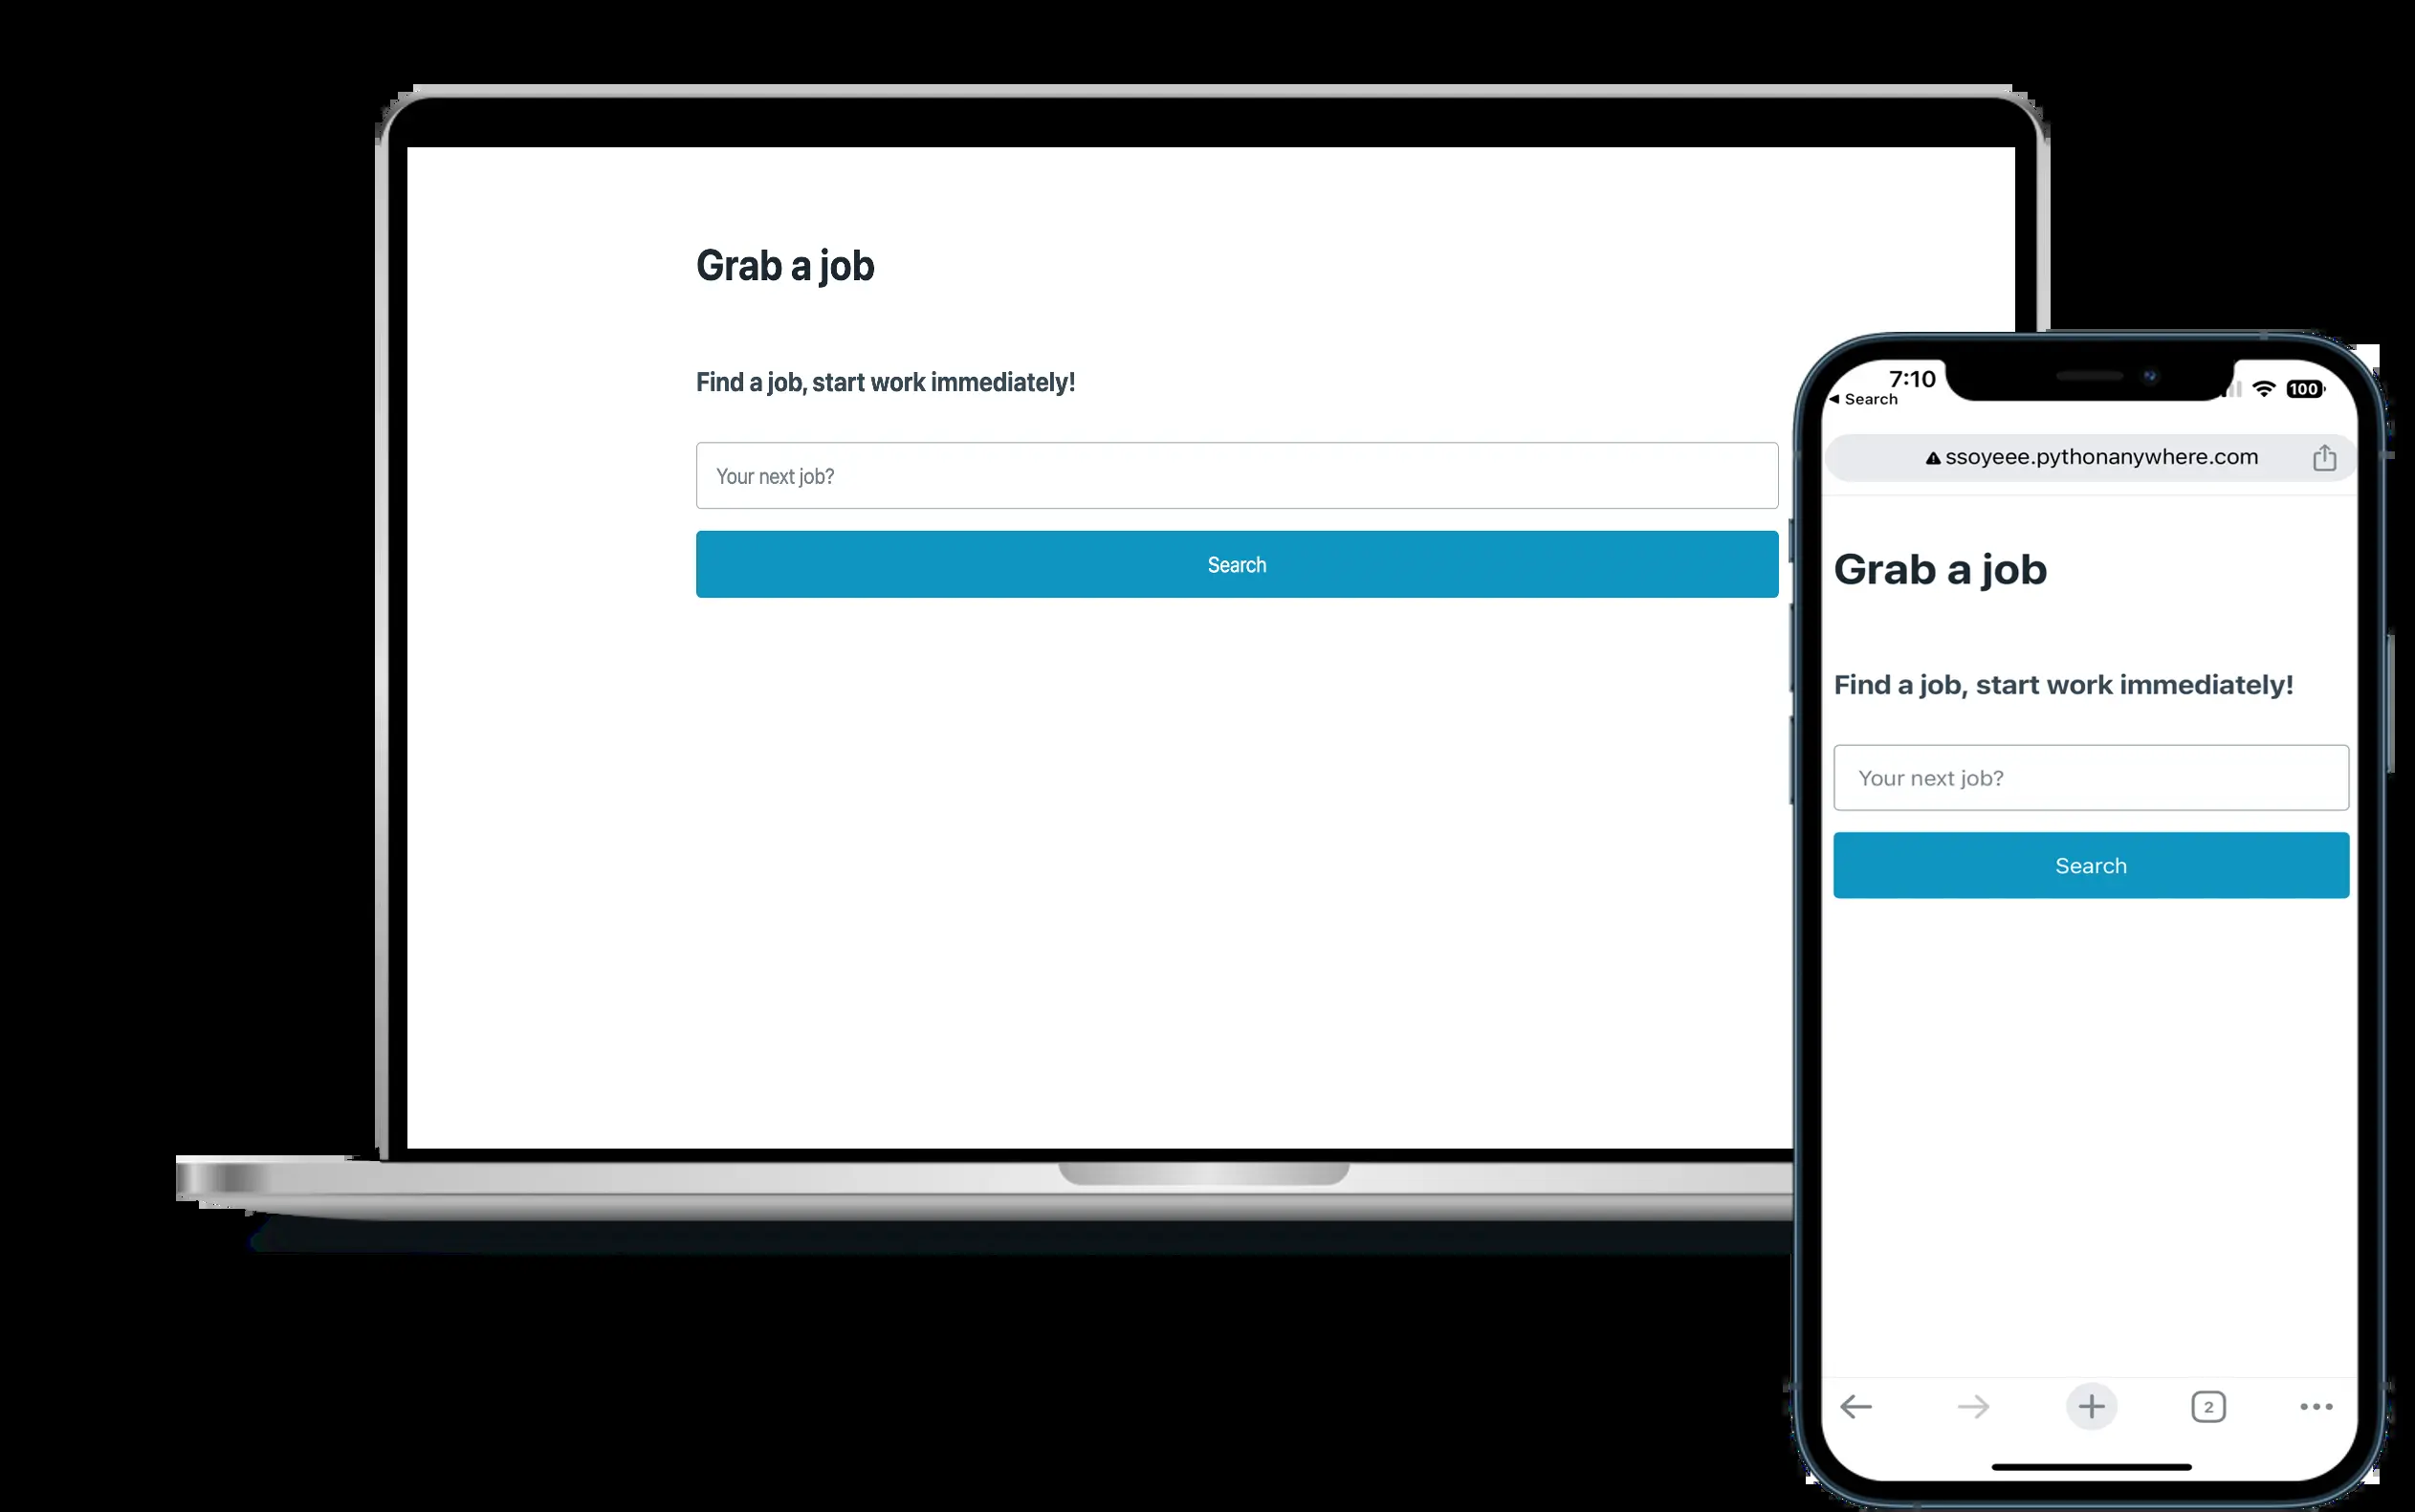 Grab a job
Find a job, start work immediately!
Your next job?
Search
7:10
◀ Search
100
ssoyeee.pythonanywhere.com
Grab a job
Find a job, start work immediately!
Your next job?
Search
2